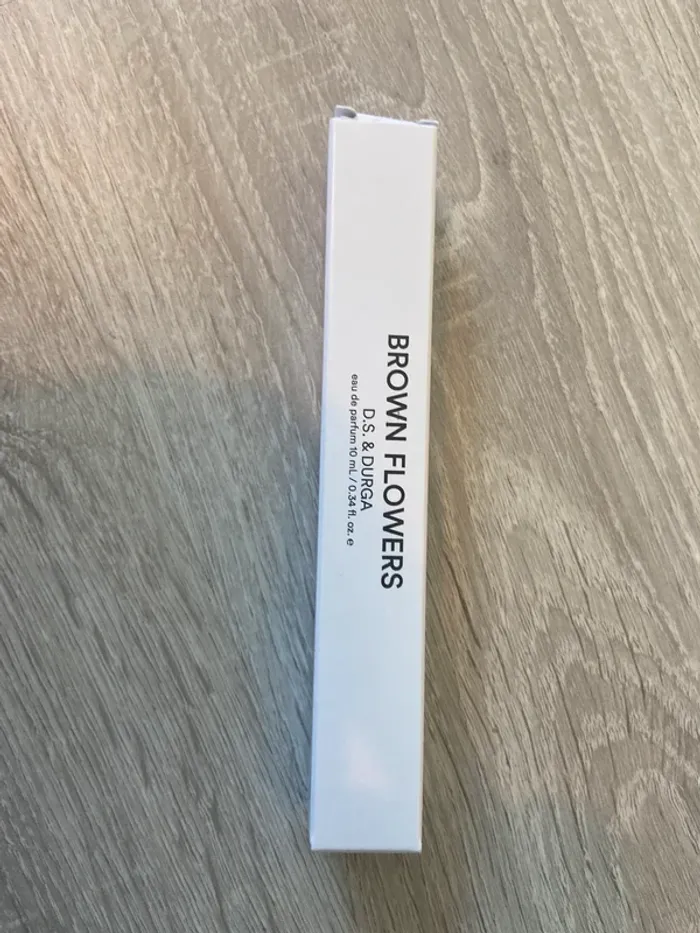 BROWN FLOWERS
D.S. & DURGA
eau de parfum 10 mL / 0.34 fl. oz. ℮